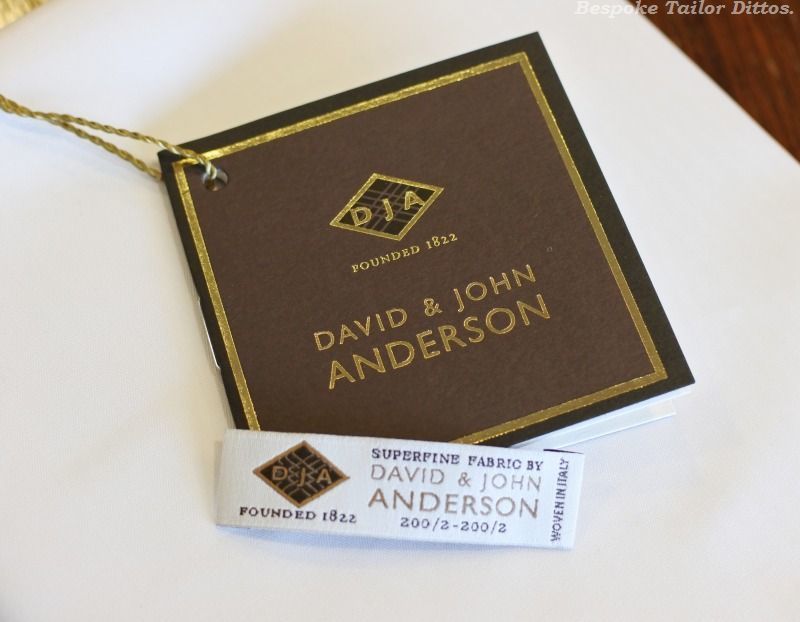 Bespoke Tailor Dittos.
DJA
FOUNDED 1822
DAVID & JOHN
ANDERSON
D&JA
FOUNDED 1822
SUPERFINE FABRIC BY
DAVID & JOHN
ANDERSON
200/2-200/2
WOVEN IN ITALY